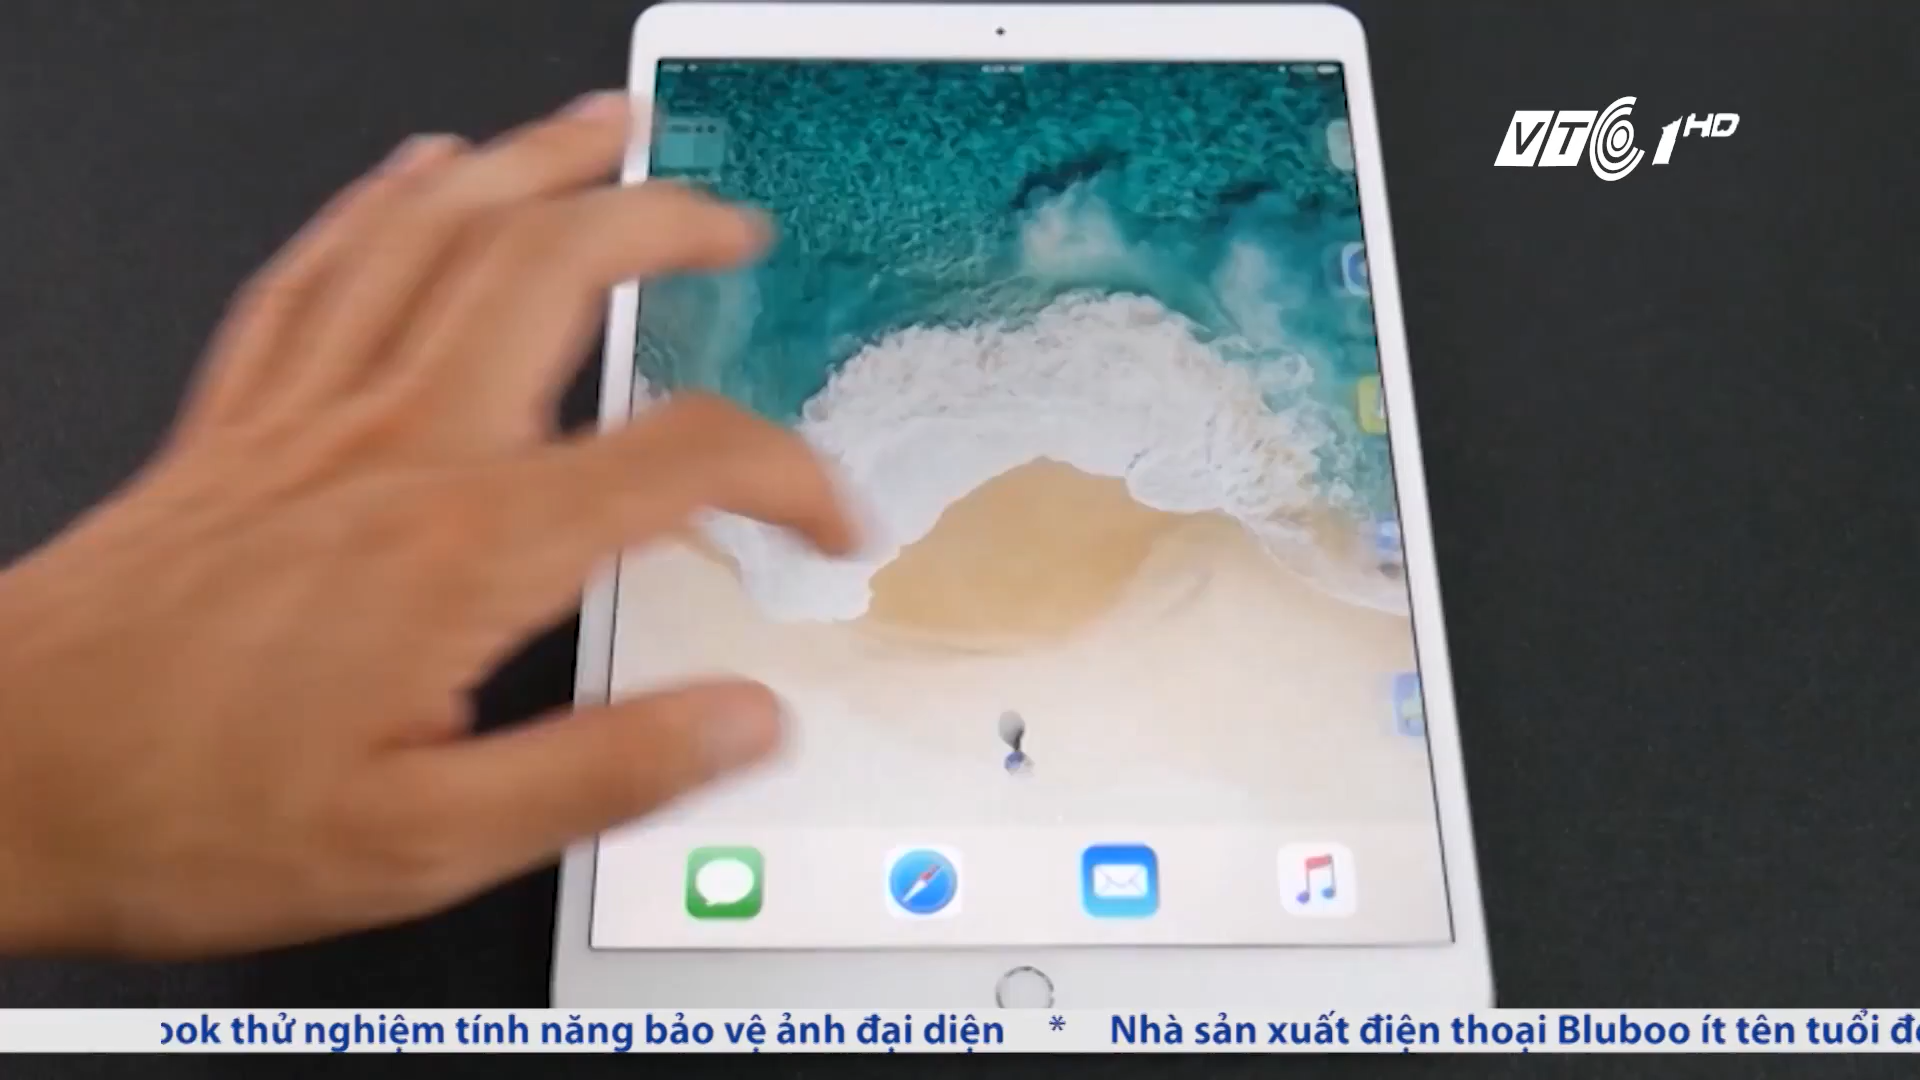 VTC1 HD
ook thử nghiệm tính năng bảo vệ ảnh đại diện * Nhà sản xuất điện thoại Bluboo ít tên tuổi